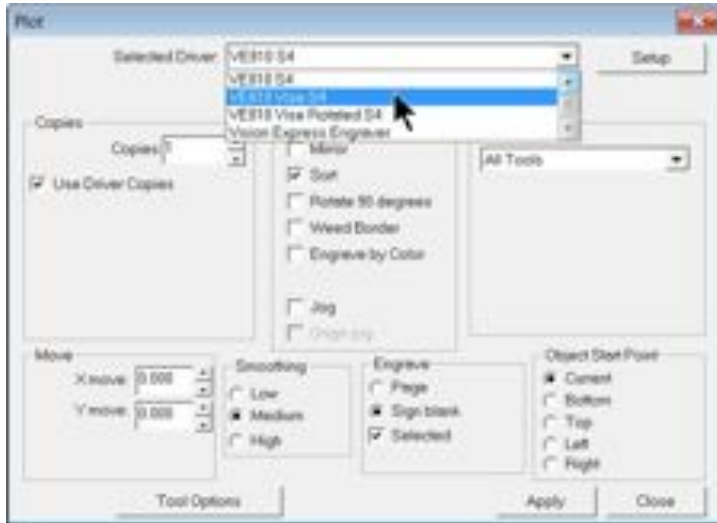 Plot
Selected Driver: VE810 S4
Setup
VE810 S4
VE810 Vise S4
VE810 Vise Rotated S4
Vision Express Engraver
Copies
Copies: 1
Use Driver Copies
Mirror
Sort
Rotate 90 degrees
Weed Border
Engrave by Color
Jog
Origin jog
All Tools
Move
X move: 0.000
Y move: 0.000
Smoothing
Low
Medium
High
Engrave
Page
Sign blank
Selected
Object Start Point
Current
Bottom
Top
Left
Right
Tool Options
Apply
Close